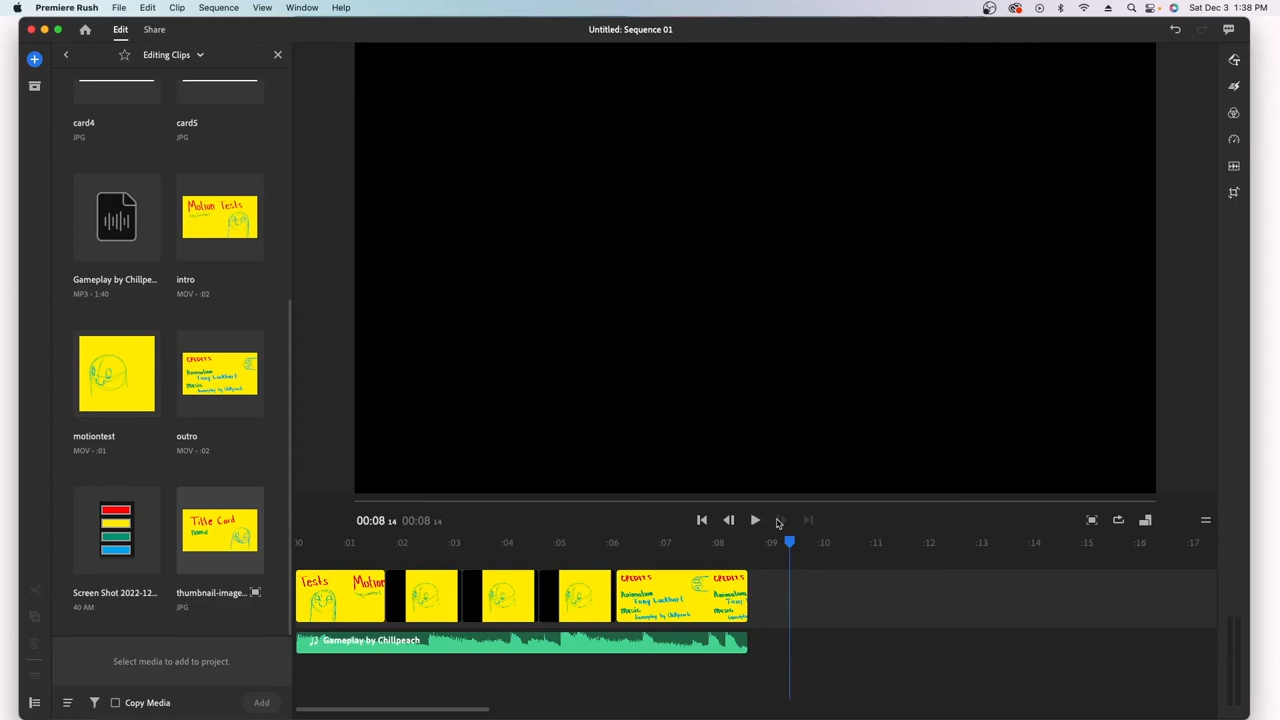 Premiere Rush File Edit Clip Sequence View Window Help Sat Dec 3 1:38 PM
Edit Share Untitled: Sequence 01
Editing Clips
card4 card5
JPG JPG
Motion Tests
Gameplay by Chillpe... intro
MP3 - 1:40 MOV - :02
CREDITS
Animation
Tony Lockhart
Music
Gameplay by Chillpeach
motiontest outro
MOV - :01 MOV - :02
Title Card
name
00:08 14 00:08 14
00 :01 :02 :03 :04 :05 :06 :07 :08 :09 :10 :11 :12 :13 :14 :15 :16 :17
Tests Motion CREDITS CREDITS
Animation
Tony Lockhart
Music
Gameplay by Chillpeach
Screen Shot 2022-12... thumbnail-image...
40 AM JPG
Gameplay by Chillpeach
Select media to add to project.
Copy Media Add